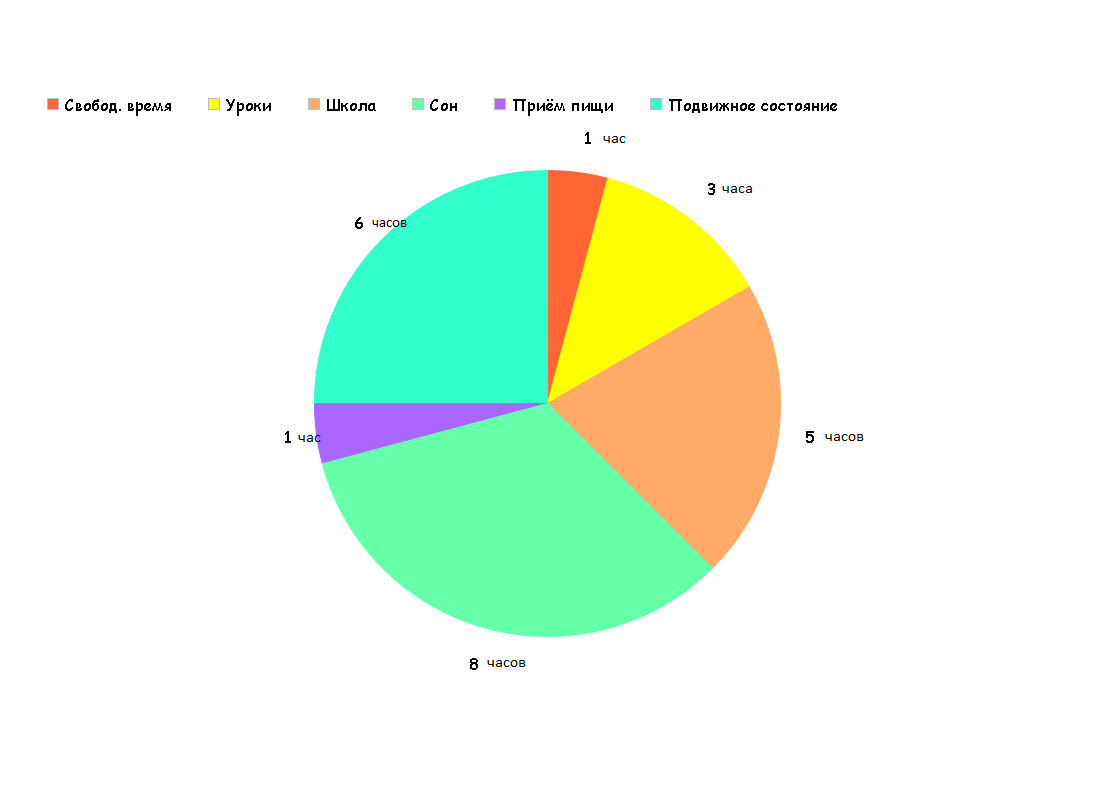 Свобод. время Уроки Школа Сон Приём пищи Подвижное состояние
1 час
3 часа
6 часов
1 час
5 часов
8 часов